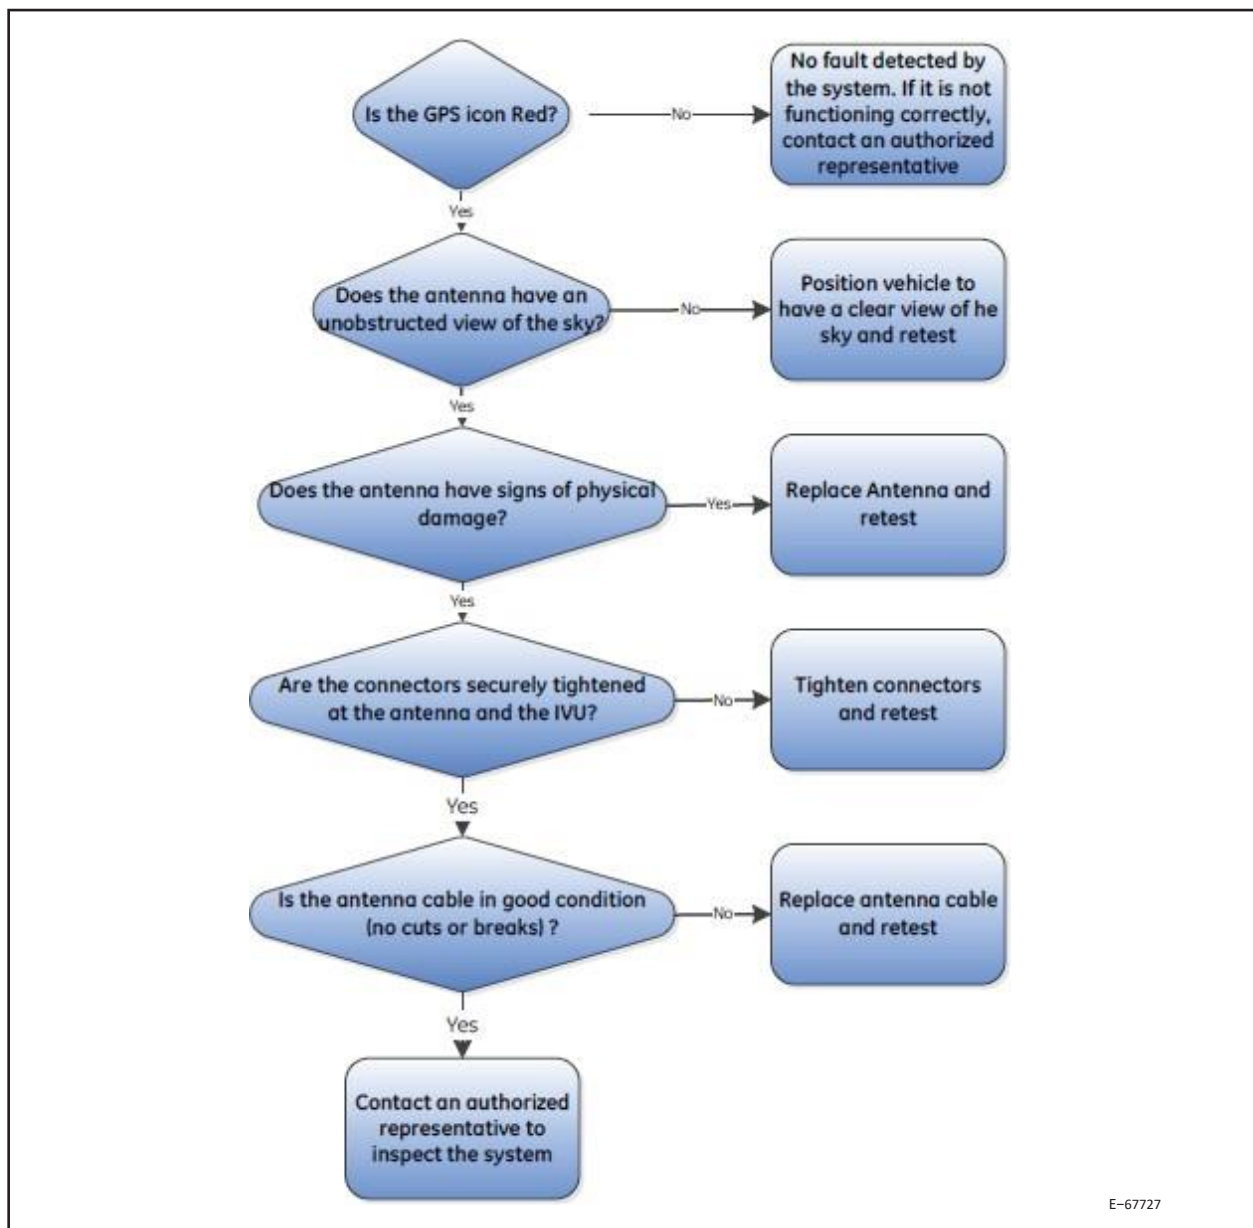 Is the GPS icon Red?
No
No fault detected by
the system. If it is not
functioning correctly,
contact an authorized
representative
Yes
Does the antenna have an
unobstructed view of the sky?
No
Position vehicle to
have a clear view of he
sky and retest
Yes
Does the antenna have signs of physical
damage?
Yes
Replace Antenna and
retest
Yes
Are the connectors securely tightened
at the antenna and the IVU?
No
Tighten connectors
and retest
Yes
Is the antenna cable in good condition
(no cuts or breaks) ?
No
Replace antenna cable
and retest
Yes
Contact an authorized
representative to
inspect the system
E-67727